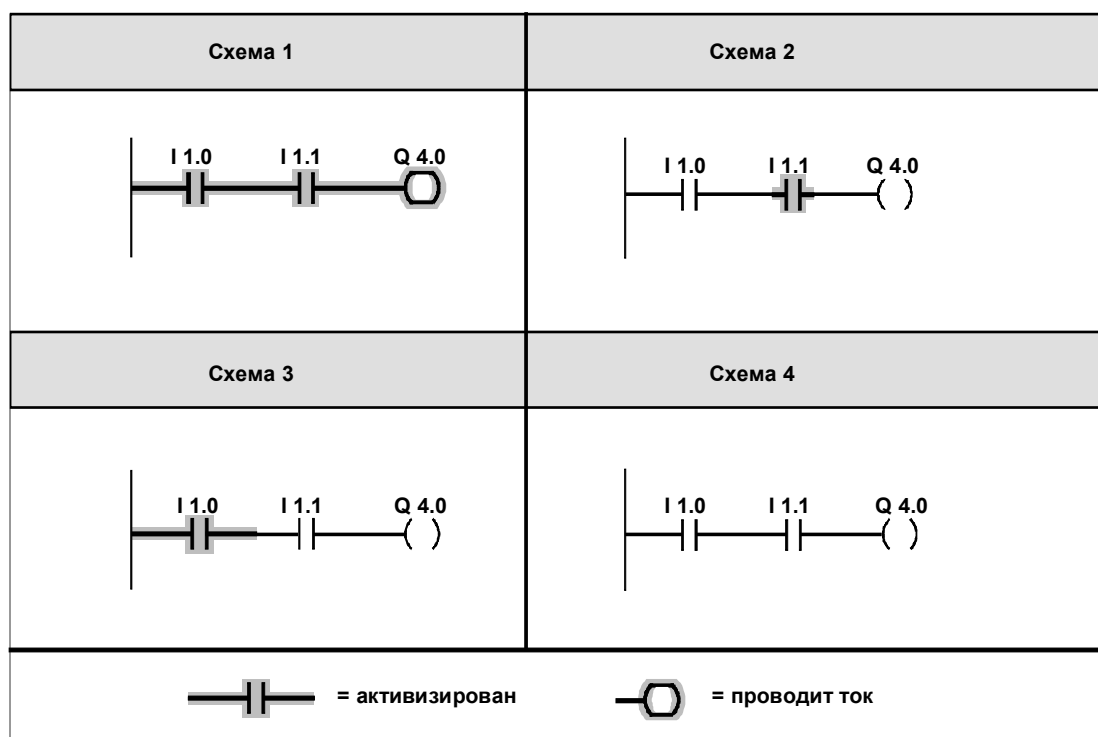 Схема 1
Схема 2
I 1.0 I 1.1 Q 4.0
I 1.0 I 1.1 Q 4.0
Схема 3
Схема 4
I 1.0 I 1.1 Q 4.0
I 1.0 I 1.1 Q 4.0
= активизирован
= проводит ток